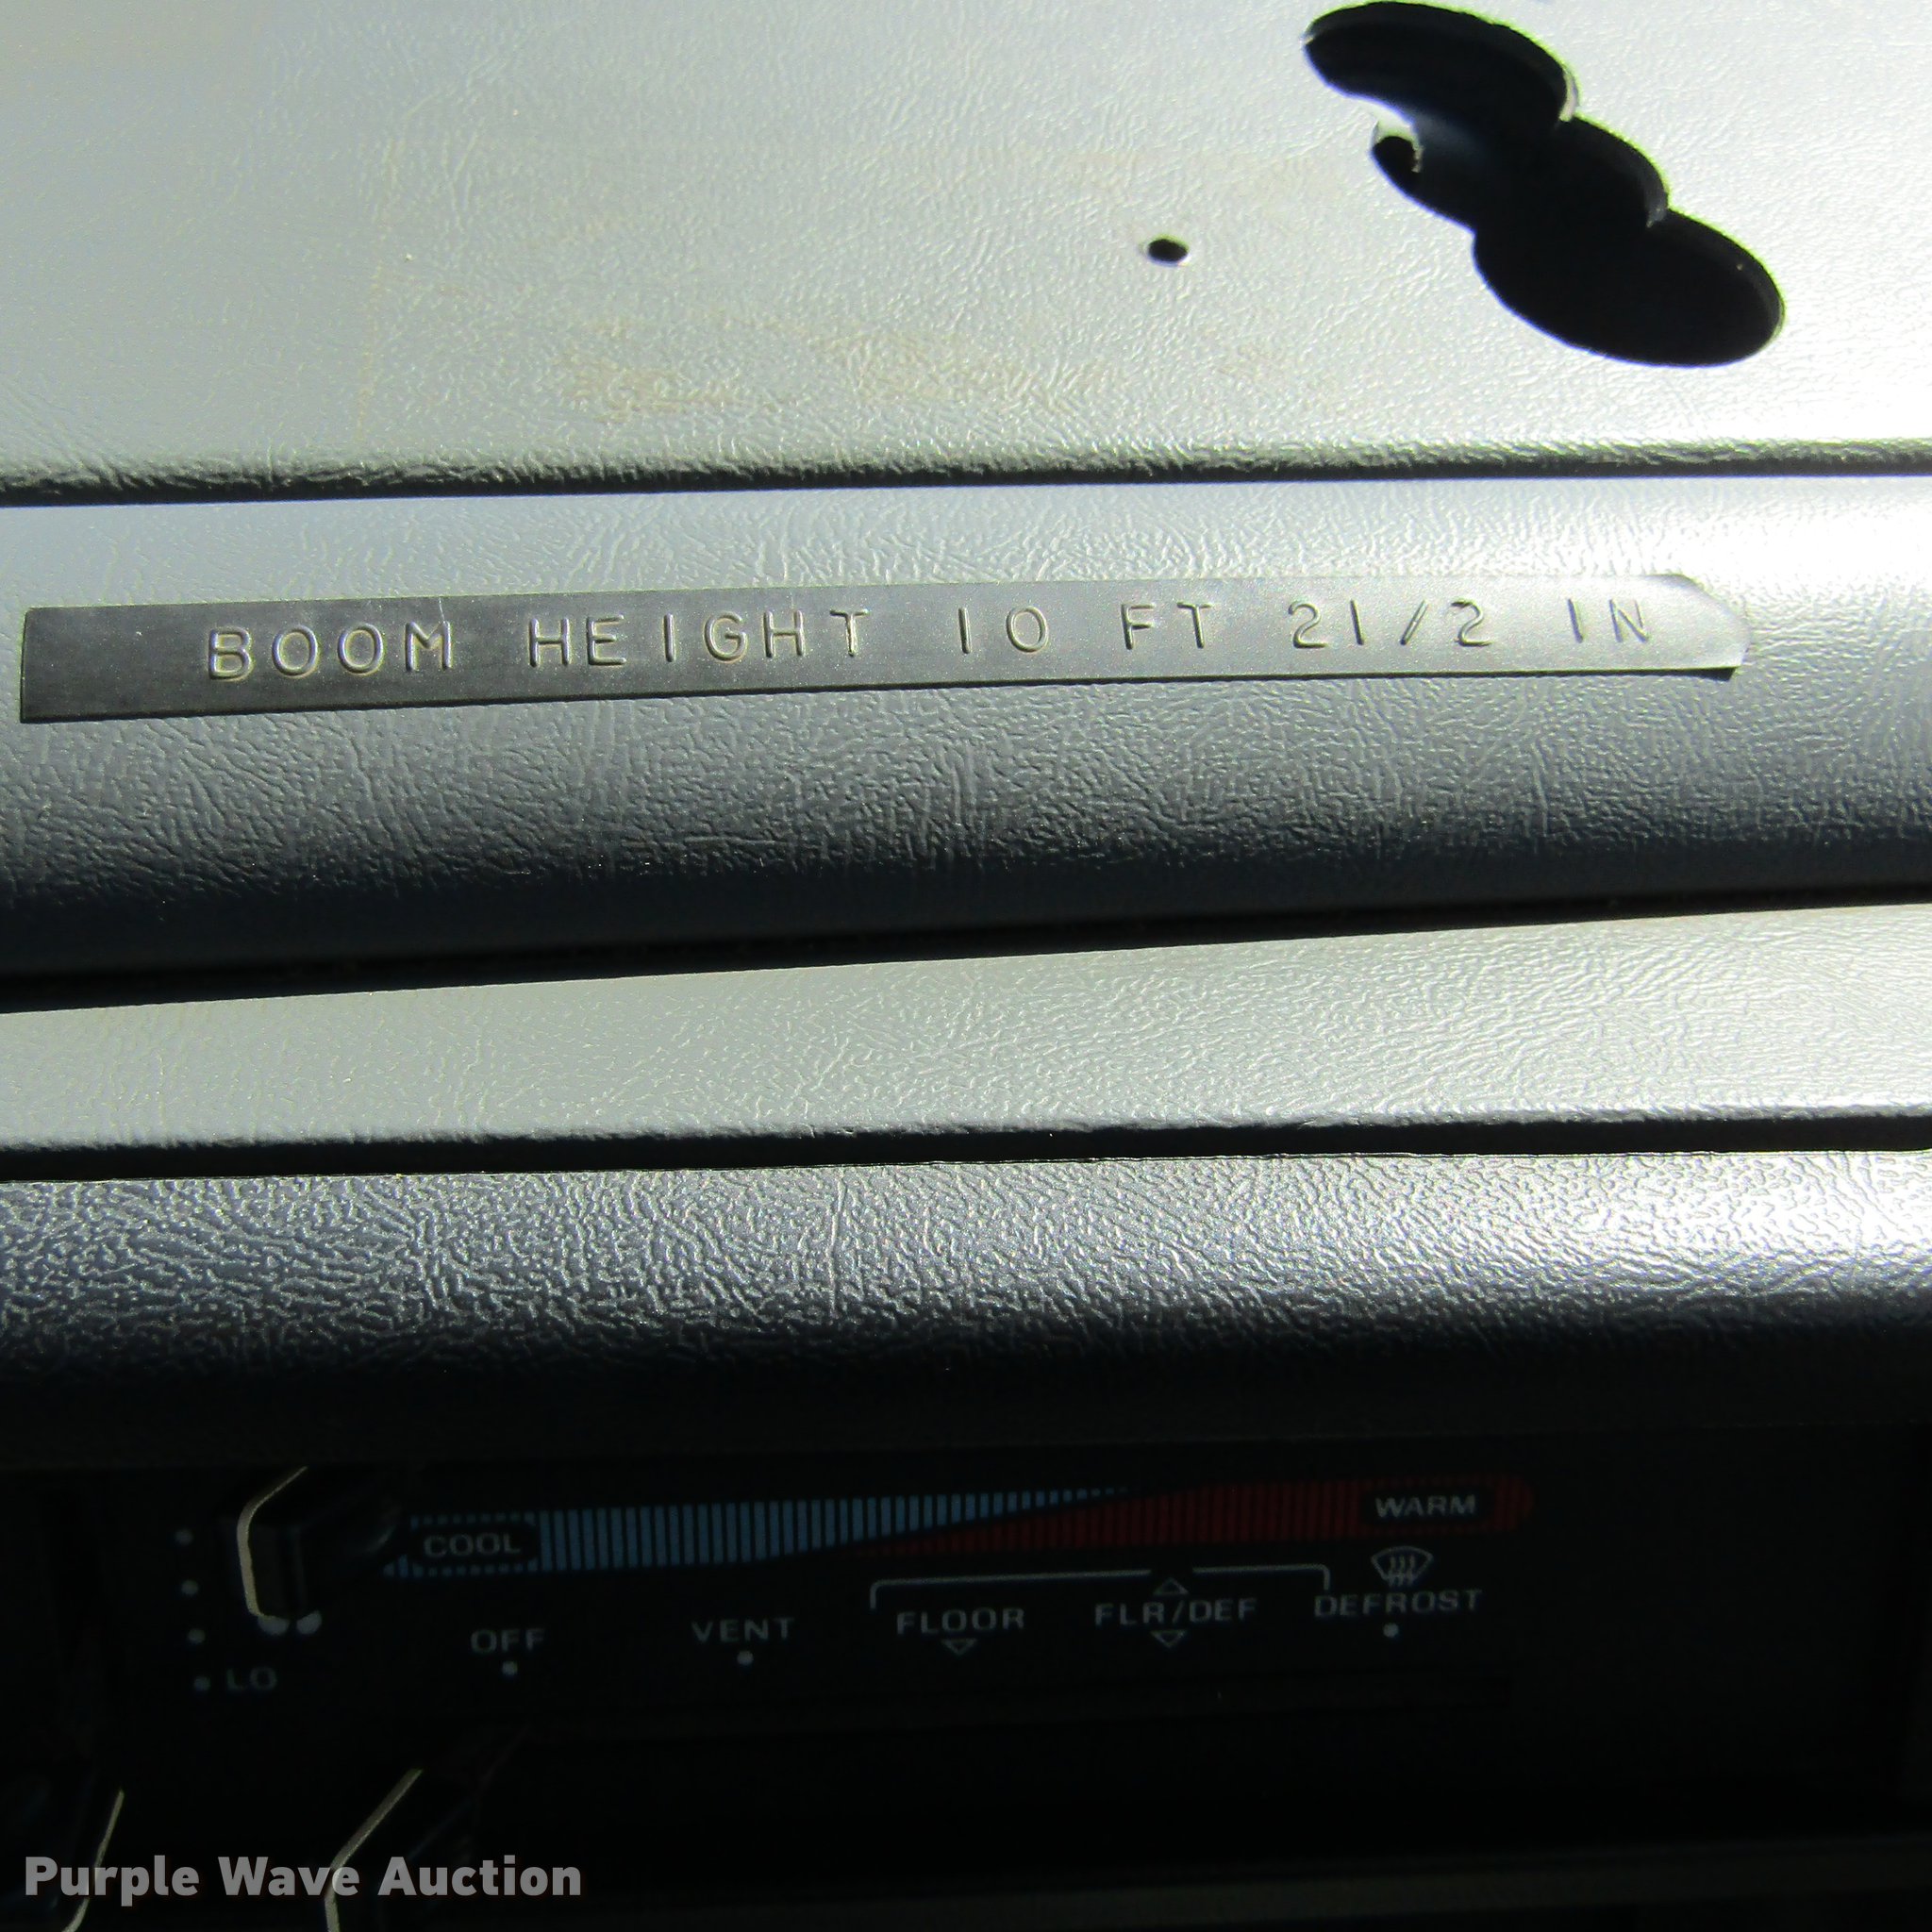 BOOM HEIGHT 10 FT 21/2 IN
COOL WARM
OFF VENT FLOOR FLR/DEF DEFROST
LO
Purple Wave Auction